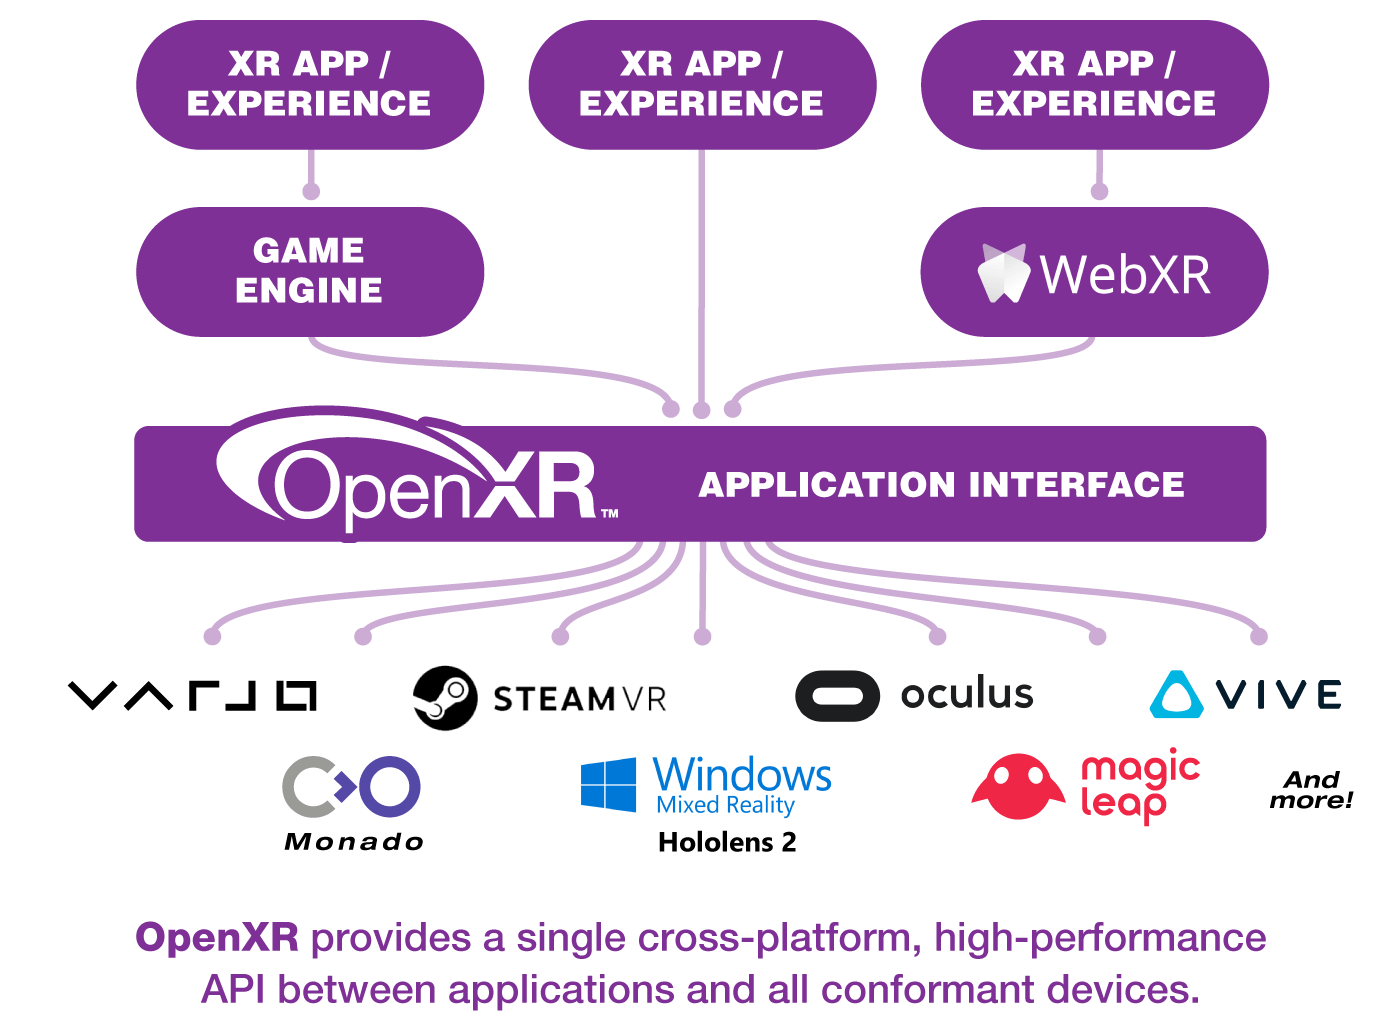 XR APP /
EXPERIENCE
XR APP /
EXPERIENCE
XR APP /
EXPERIENCE
GAME
ENGINE
WebXR
OpenXR™
APPLICATION INTERFACE
VARJO
STEAMVR
oculus
VIVE
Monado
Windows
Mixed Reality
Hololens 2
magic
leap
And
more!
OpenXR provides a single cross-platform, high-performance
API between applications and all conformant devices.